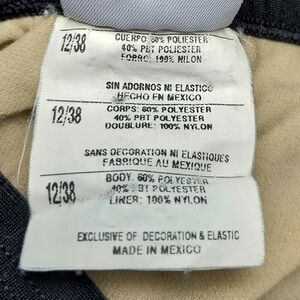 12/38
CUERPO: 60% POLIESTER
40% PBT POLIESTER
FORRO: 100% NILON
SIN ADORNOS NI ELASTICO
HECHO EN MEXICO
12/38
CORPS: 60% POLYESTER
40% PBT POLYESTER
DOUBLURE: 100% NYLON
SANS DECORATION NI ELASTIQUES
FABRIQUE AU MEXIQUE
12/38
BODY: 60% POLYESTER
40% PBT POLYESTER
LINER: 100% NYLON
EXCLUSIVE OF DECORATION & ELASTIC
MADE IN MEXICO